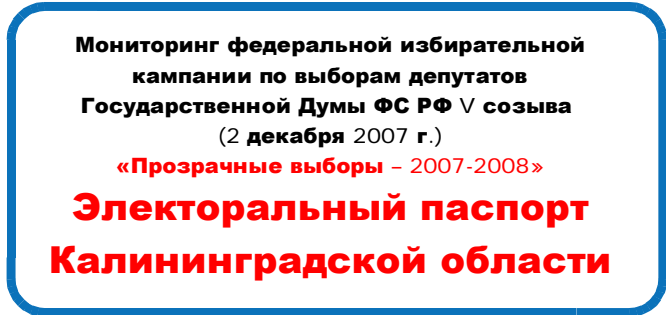 Мониторинг федеральной избирательной
кампании по выборам депутатов
Государственной Думы ФС РФ V созыва
(2 декабря 2007 г.)
«Прозрачные выборы – 2007-2008»
Электоральный паспорт
Калининградской области